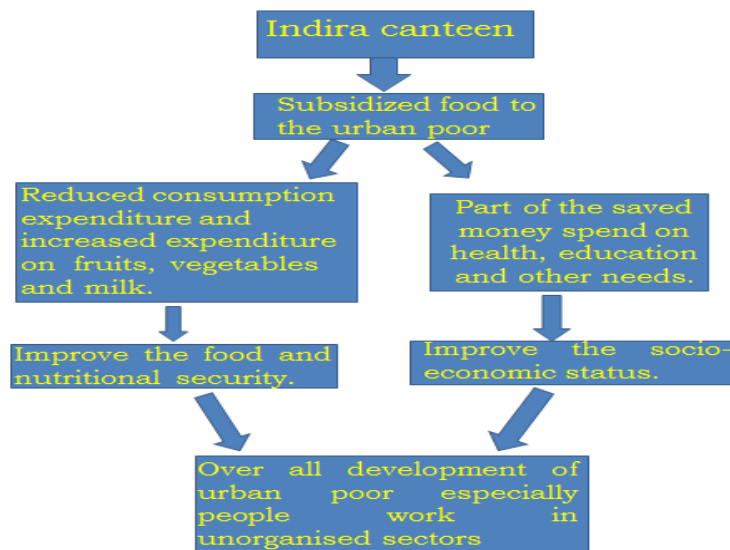 Indira canteen
Subsidized food to
the urban poor
Reduced consumption
expenditure and
increased expenditure
on fruits, vegetables
and milk.
Part of the saved
money spend on
health, education
and other needs.
Improve the food and
nutritional security.
Improve the socio-
economic status.
Over all development of
urban poor especially
people work in
unorganised sectors